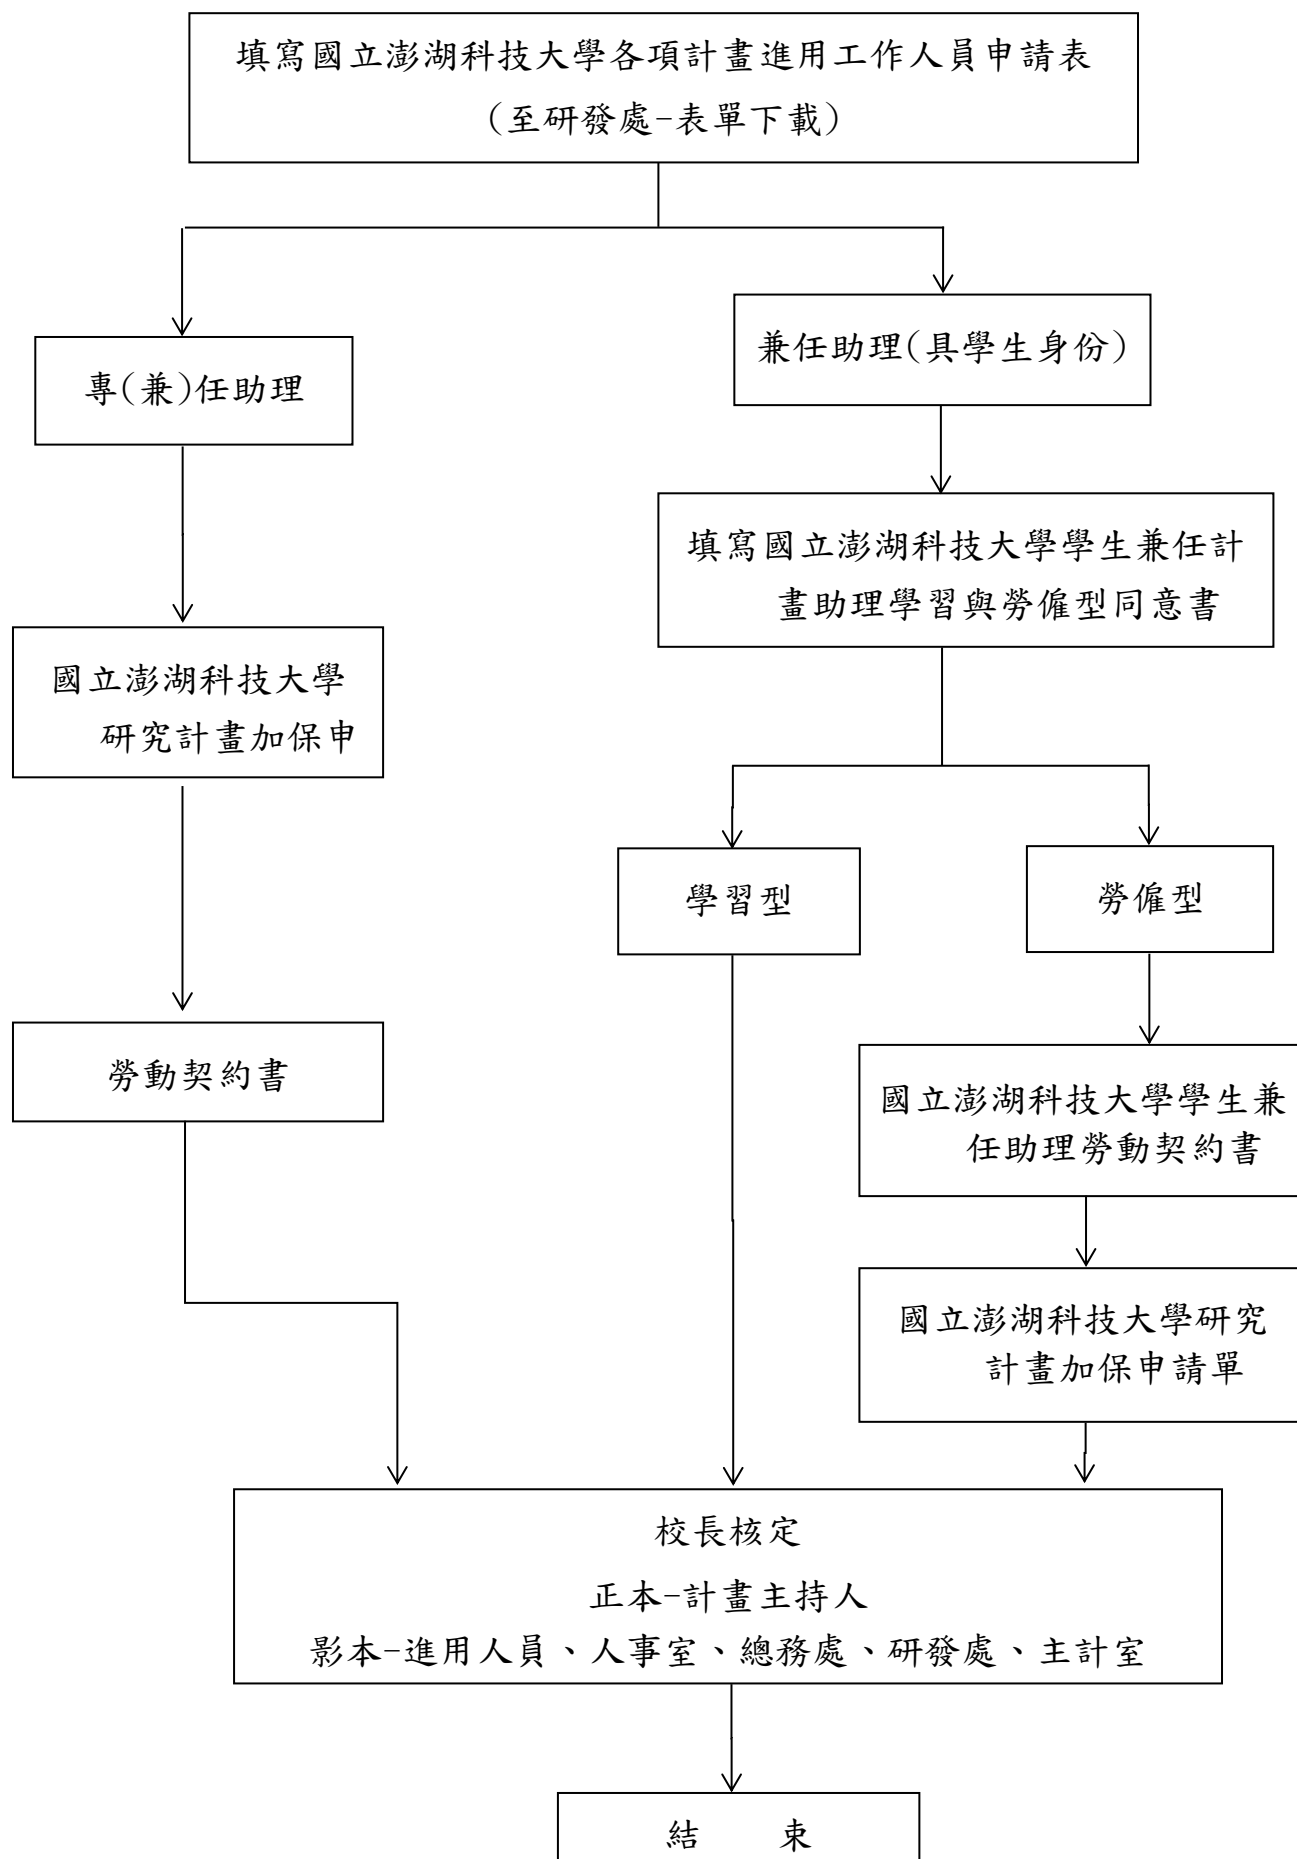 填寫國立澎湖科技大學各項計畫進用工作人員申請表
(至研發處-表單下載)
專(兼)任助理
兼任助理(具學生身份)
填寫國立澎湖科技大學學生兼任計
畫助理學習與勞僱型同意書
國立澎湖科技大學
研究計畫加保申
學習型
勞僱型
勞動契約書
國立澎湖科技大學學生兼
任助理勞動契約書
國立澎湖科技大學研究
計畫加保申請單
校長核定
正本-計畫主持人
影本-進用人員、人事室、總務處、研發處、主計室
結 束